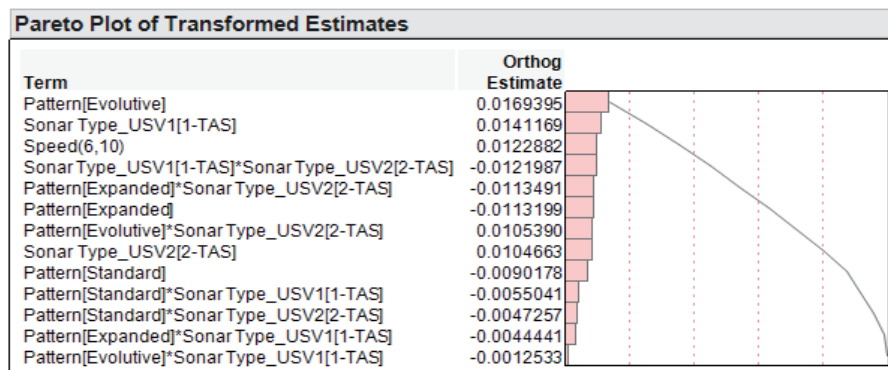 Pareto Plot of Transformed Estimates
Orthog
Term Estimate
Pattern[Evolutive] 0.0169395
Sonar Type_USV1[1-TAS] 0.0141169
Speed(6,10) 0.0122882
Sonar Type_USV1[1-TAS]*Sonar Type_USV2[2-TAS] -0.0121987
Pattern[Expanded]*Sonar Type_USV2[2-TAS] -0.0113491
Pattern[Expanded] -0.0113199
Pattern[Evolutive]*Sonar Type_USV2[2-TAS] 0.0105390
Sonar Type_USV2[2-TAS] 0.0104663
Pattern[Standard] -0.0090178
Pattern[Standard]*Sonar Type_USV1[1-TAS] -0.0055041
Pattern[Standard]*Sonar Type_USV2[2-TAS] -0.0047257
Pattern[Expanded]*Sonar Type_USV1[1-TAS] -0.0044441
Pattern[Evolutive]*Sonar Type_USV1[1-TAS] -0.0012533